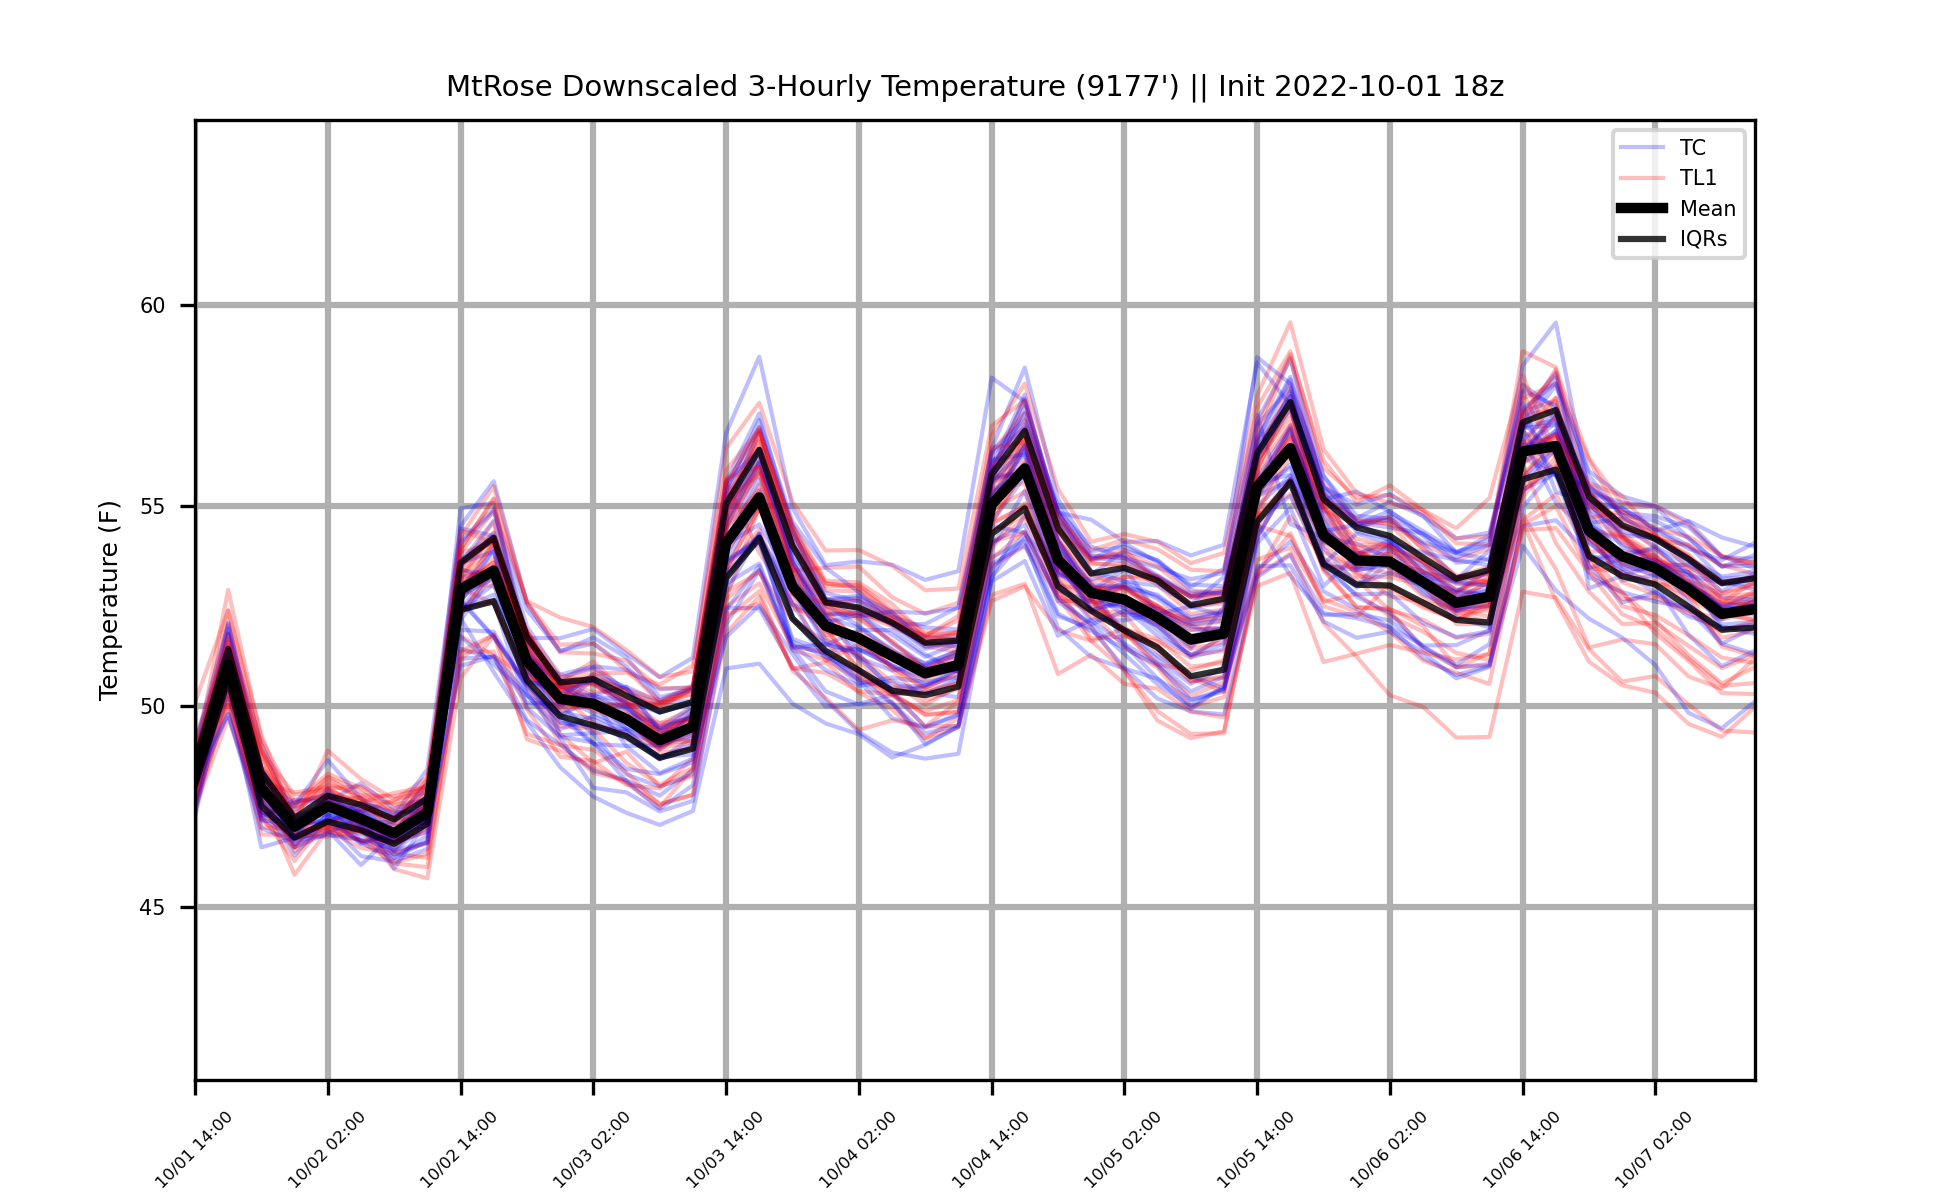 MtRose Downscaled 3-Hourly Temperature (9177') || Init 2022-10-01 18z
TC
TL1
Mean
IQRs
Temperature (F)
60
55
50
45
10/01 14:00
10/02 02:00
10/02 14:00
10/03 02:00
10/03 14:00
10/04 02:00
10/04 14:00
10/05 02:00
10/05 14:00
10/06 02:00
10/06 14:00
10/07 02:00